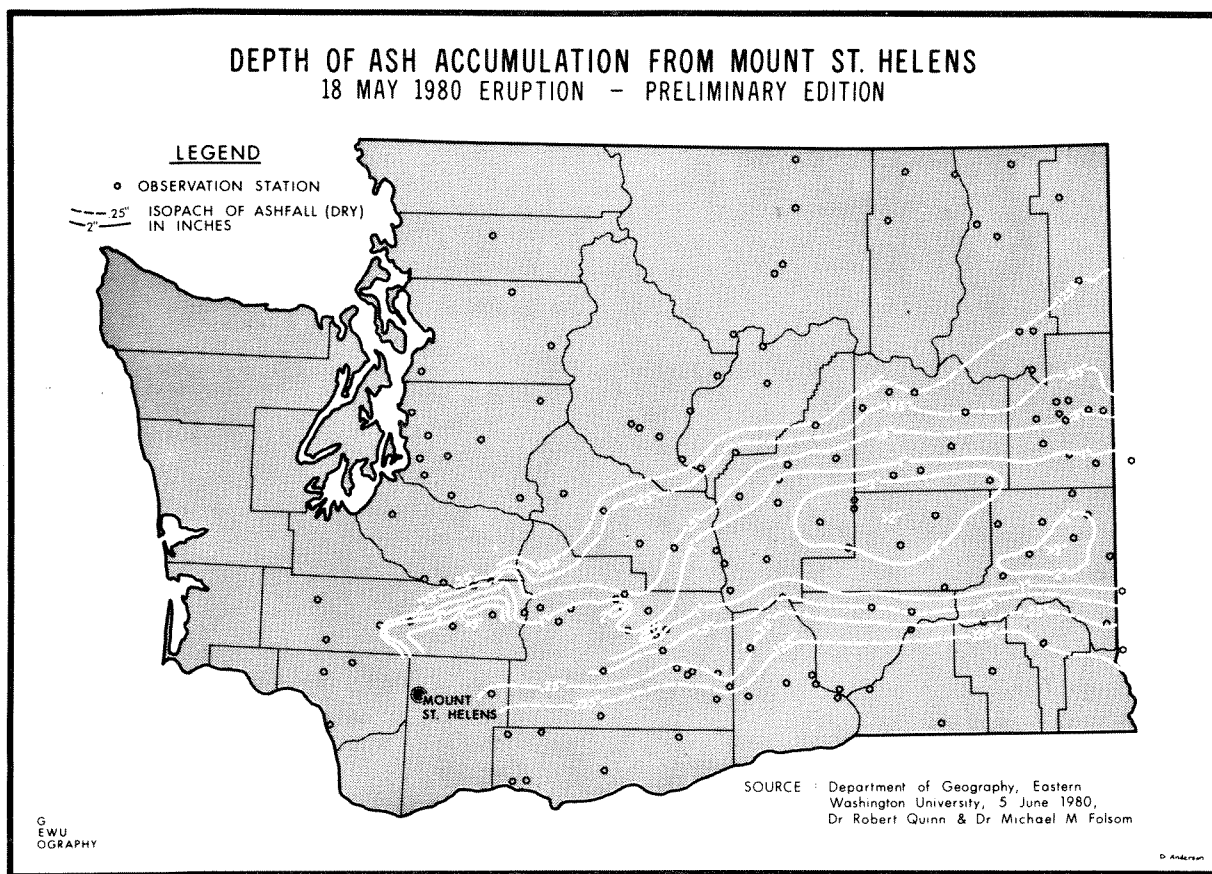 DEPTH OF ASH ACCUMULATION FROM MOUNT ST. HELENS
18 MAY 1980 ERUPTION – PRELIMINARY EDITION
LEGEND
OBSERVATION STATION
.25" ISOPACH OF ASHFALL (DRY)
2" IN INCHES
MOUNT
ST. HELENS
SOURCE : Department of Geography, Eastern
Washington University, 5 June 1980,
Dr Robert Quinn & Dr Michael M Folsom
G
EWU
OGRAPHY
D Anderson